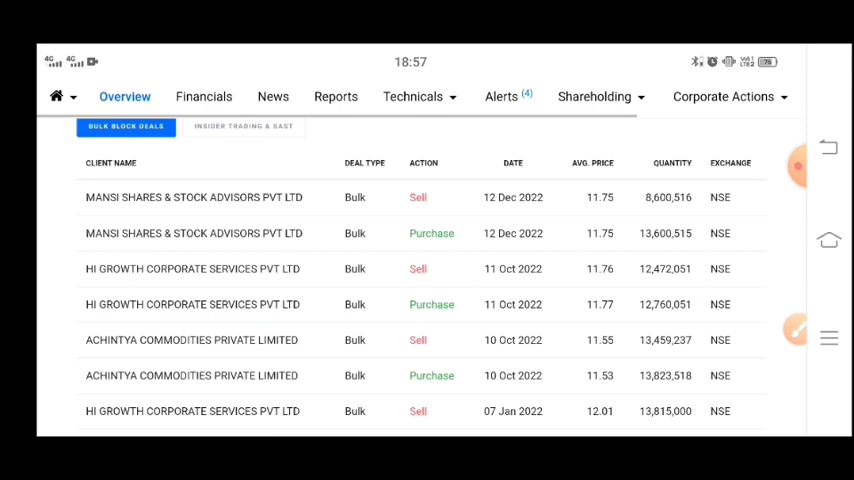 4G 4G 18:57 76
Overview Financials News Reports Technicals Alerts (4) Shareholding Corporate Actions
BULK BLOCK DEALS INSIDER TRADING & SAST
CLIENT NAME DEAL TYPE ACTION DATE AVG. PRICE QUANTITY EXCHANGE
MANSI SHARES & STOCK ADVISORS PVT LTD Bulk Sell 12 Dec 2022 11.75 8,600,516 NSE
MANSI SHARES & STOCK ADVISORS PVT LTD Bulk Purchase 12 Dec 2022 11.75 13,600,515 NSE
HI GROWTH CORPORATE SERVICES PVT LTD Bulk Sell 11 Oct 2022 11.76 12,472,051 NSE
HI GROWTH CORPORATE SERVICES PVT LTD Bulk Purchase 11 Oct 2022 11.77 12,760,051 NSE
ACHINTYA COMMODITIES PRIVATE LIMITED Bulk Sell 10 Oct 2022 11.55 13,459,237 NSE
ACHINTYA COMMODITIES PRIVATE LIMITED Bulk Purchase 10 Oct 2022 11.53 13,823,518 NSE
HI GROWTH CORPORATE SERVICES PVT LTD Bulk Sell 07 Jan 2022 12.01 13,815,000 NSE